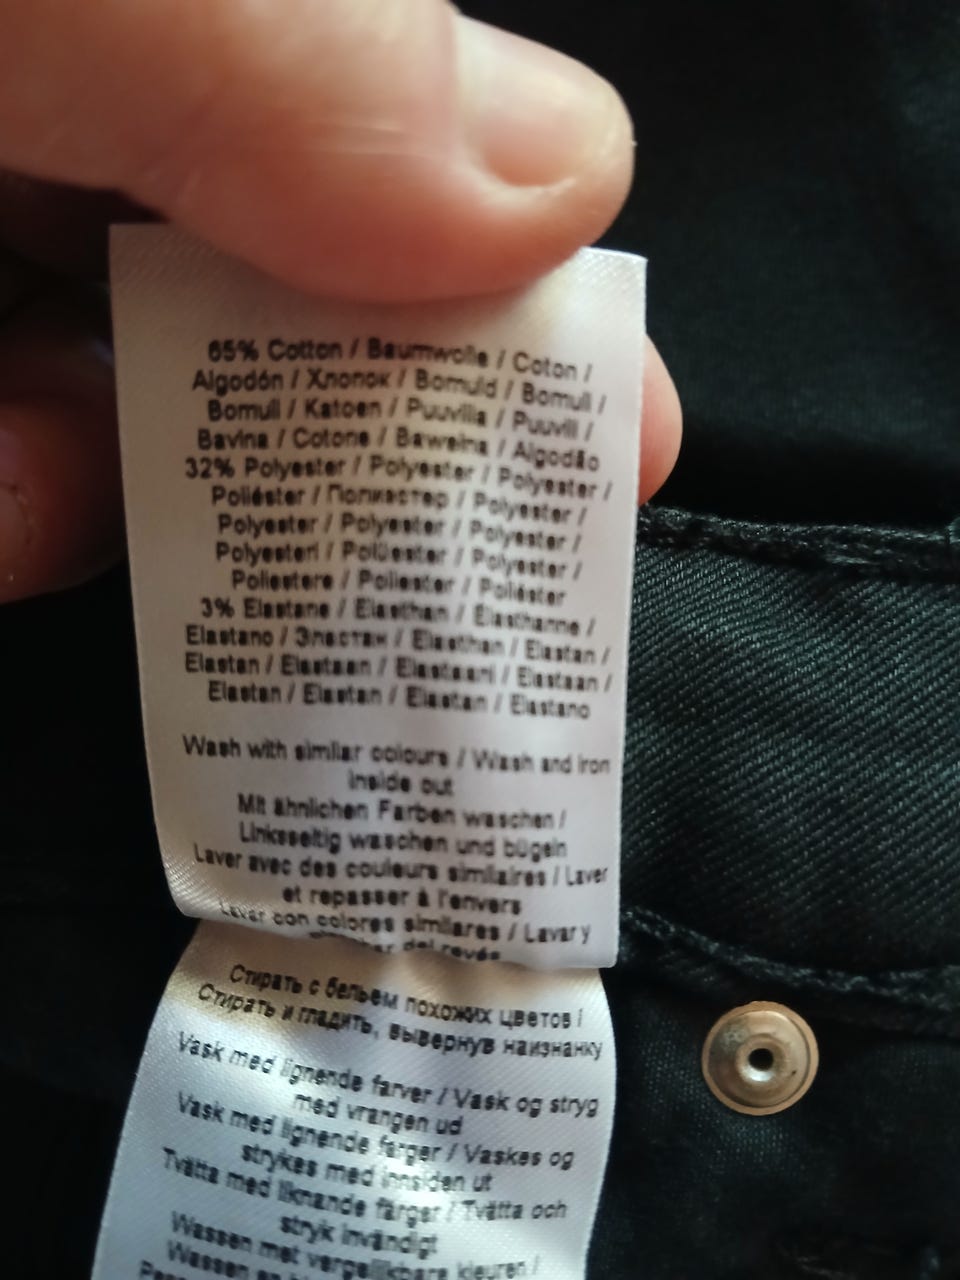 65% Cotton / Baumwolle / Coton /
Algodón / Хлопок / Bomuld / Bomull /
Bomull / Katoen / Puuvilla / Puuvill /
Bavlna / Cotone / Bawełna / Algodão
32% Polyester / Polyester / Polyester /
Poliéster / Полиэстер / Polyester /
Polyester / Polyester / Polyester /
Polyesteri / Polüester / Polyester /
Poliestere / Poliester / Poliéster
3% Elastane / Elasthan / Élasthanne /
Elastano / Эластан / Elasthan / Elastan /
Elastan / Elastaan / Elastaani / Elastaan /
Elastan / Elastan / Elastan / Elastano
Wash with similar colours / Wash and iron
inside out
Mit ähnlichen Farben waschen /
Linksseitig waschen und bügeln
Laver avec des couleurs similaires / Laver
et repasser à l'envers
Lavar con colores similares / Lavar y
del revés
Стирать с бельем похожих цветов /
Стирать и гладить, вывернув наизнанку
Vask med lignende farver / Vask og stryg
med vrangen ud
Vask med lignende farger / Vaskes og
strykes med innsiden ut
Tvätta med liknande färger / Tvätta och
stryk invändigt
Wassen met vergelijkbare kleuren /
Wassen en